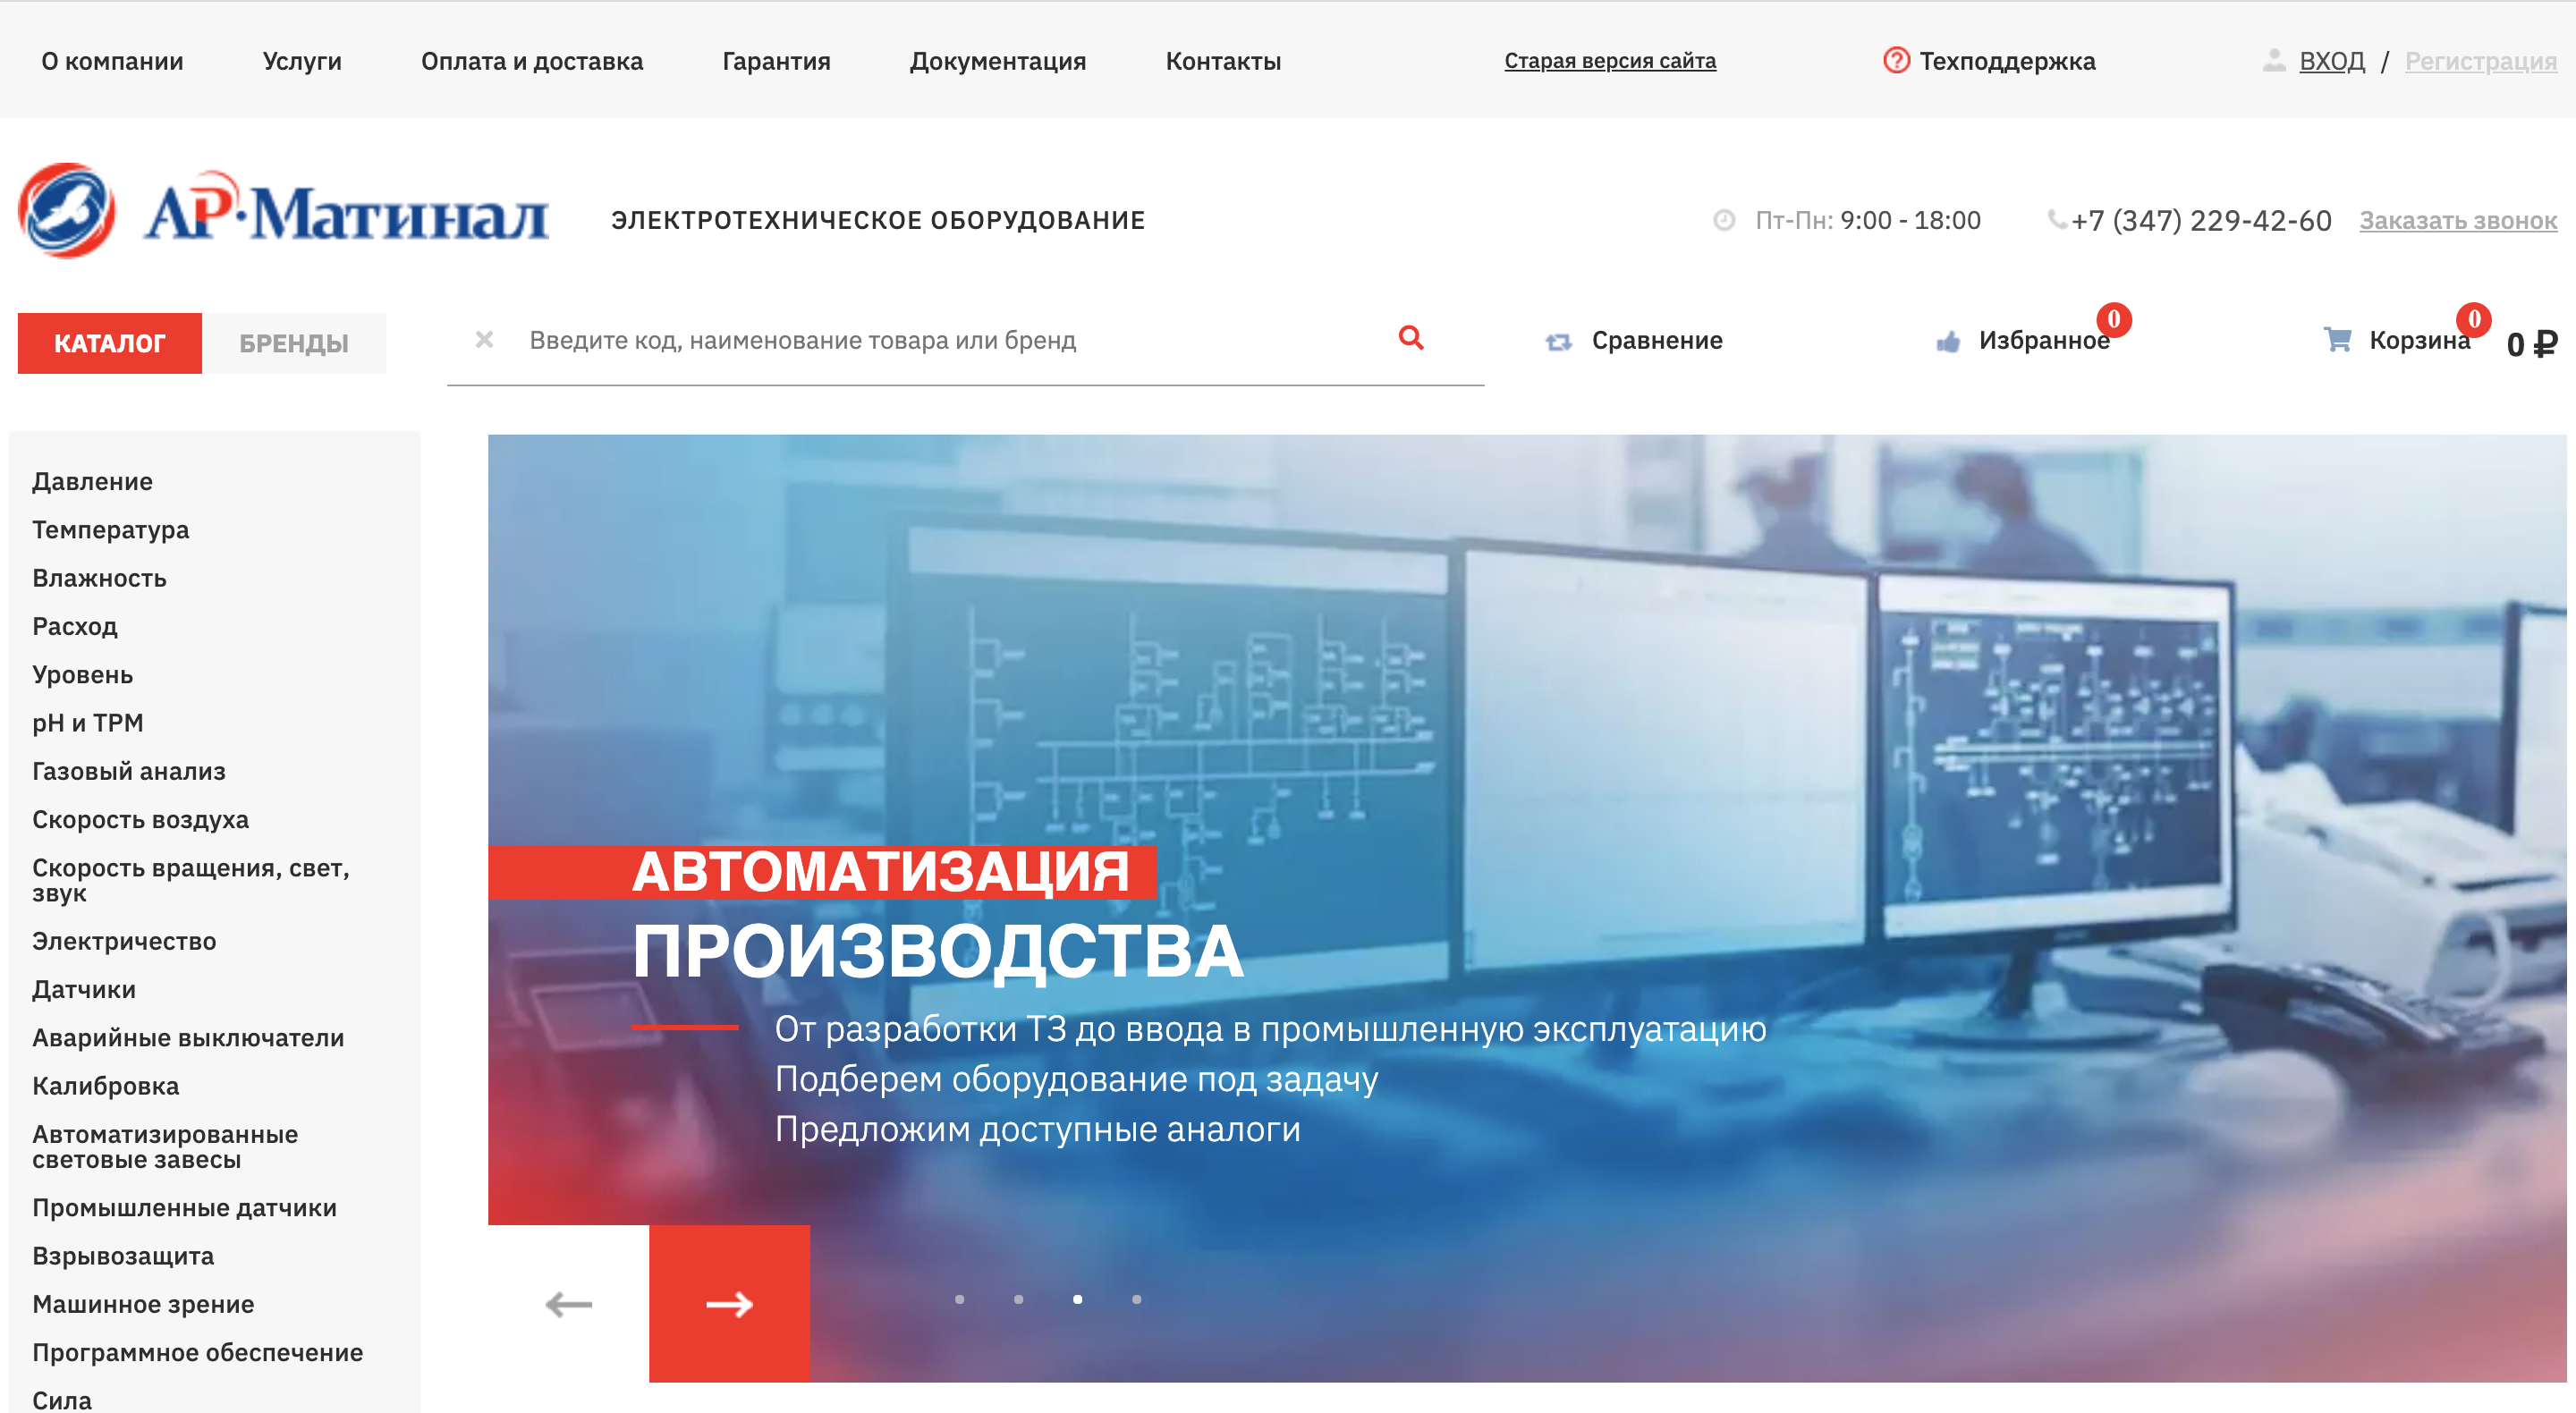 О компании Услуги Оплата и доставка Гарантия Документация Контакты Старая версия сайта Техподдержка ВХОД / Регистрация
АР·Матинал ЭЛЕКТРОТЕХНИЧЕСКОЕ ОБОРУДОВАНИЕ Пт-Пн: 9:00 - 18:00 +7 (347) 229-42-60 Заказать звонок
КАТАЛОГ БРЕНДЫ Введите код, наименование товара или бренд Сравнение Избранное 0 Корзина 0 0 ₽
Давление
Температура
Влажность
Расход
Уровень
pH и ТРМ
Газовый анализ
Скорость воздуха
Скорость вращения, свет,
звук
Электричество
Датчики
Аварийные выключатели
Калибровка
Автоматизированные
световые завесы
Промышленные датчики
Взрывозащита
Машинное зрение
Программное обеспечение
Сила
АВТОМАТИЗАЦИЯ
ПРОИЗВОДСТВА
От разработки ТЗ до ввода в промышленную эксплуатацию
Подберем оборудование под задачу
Предложим доступные аналоги